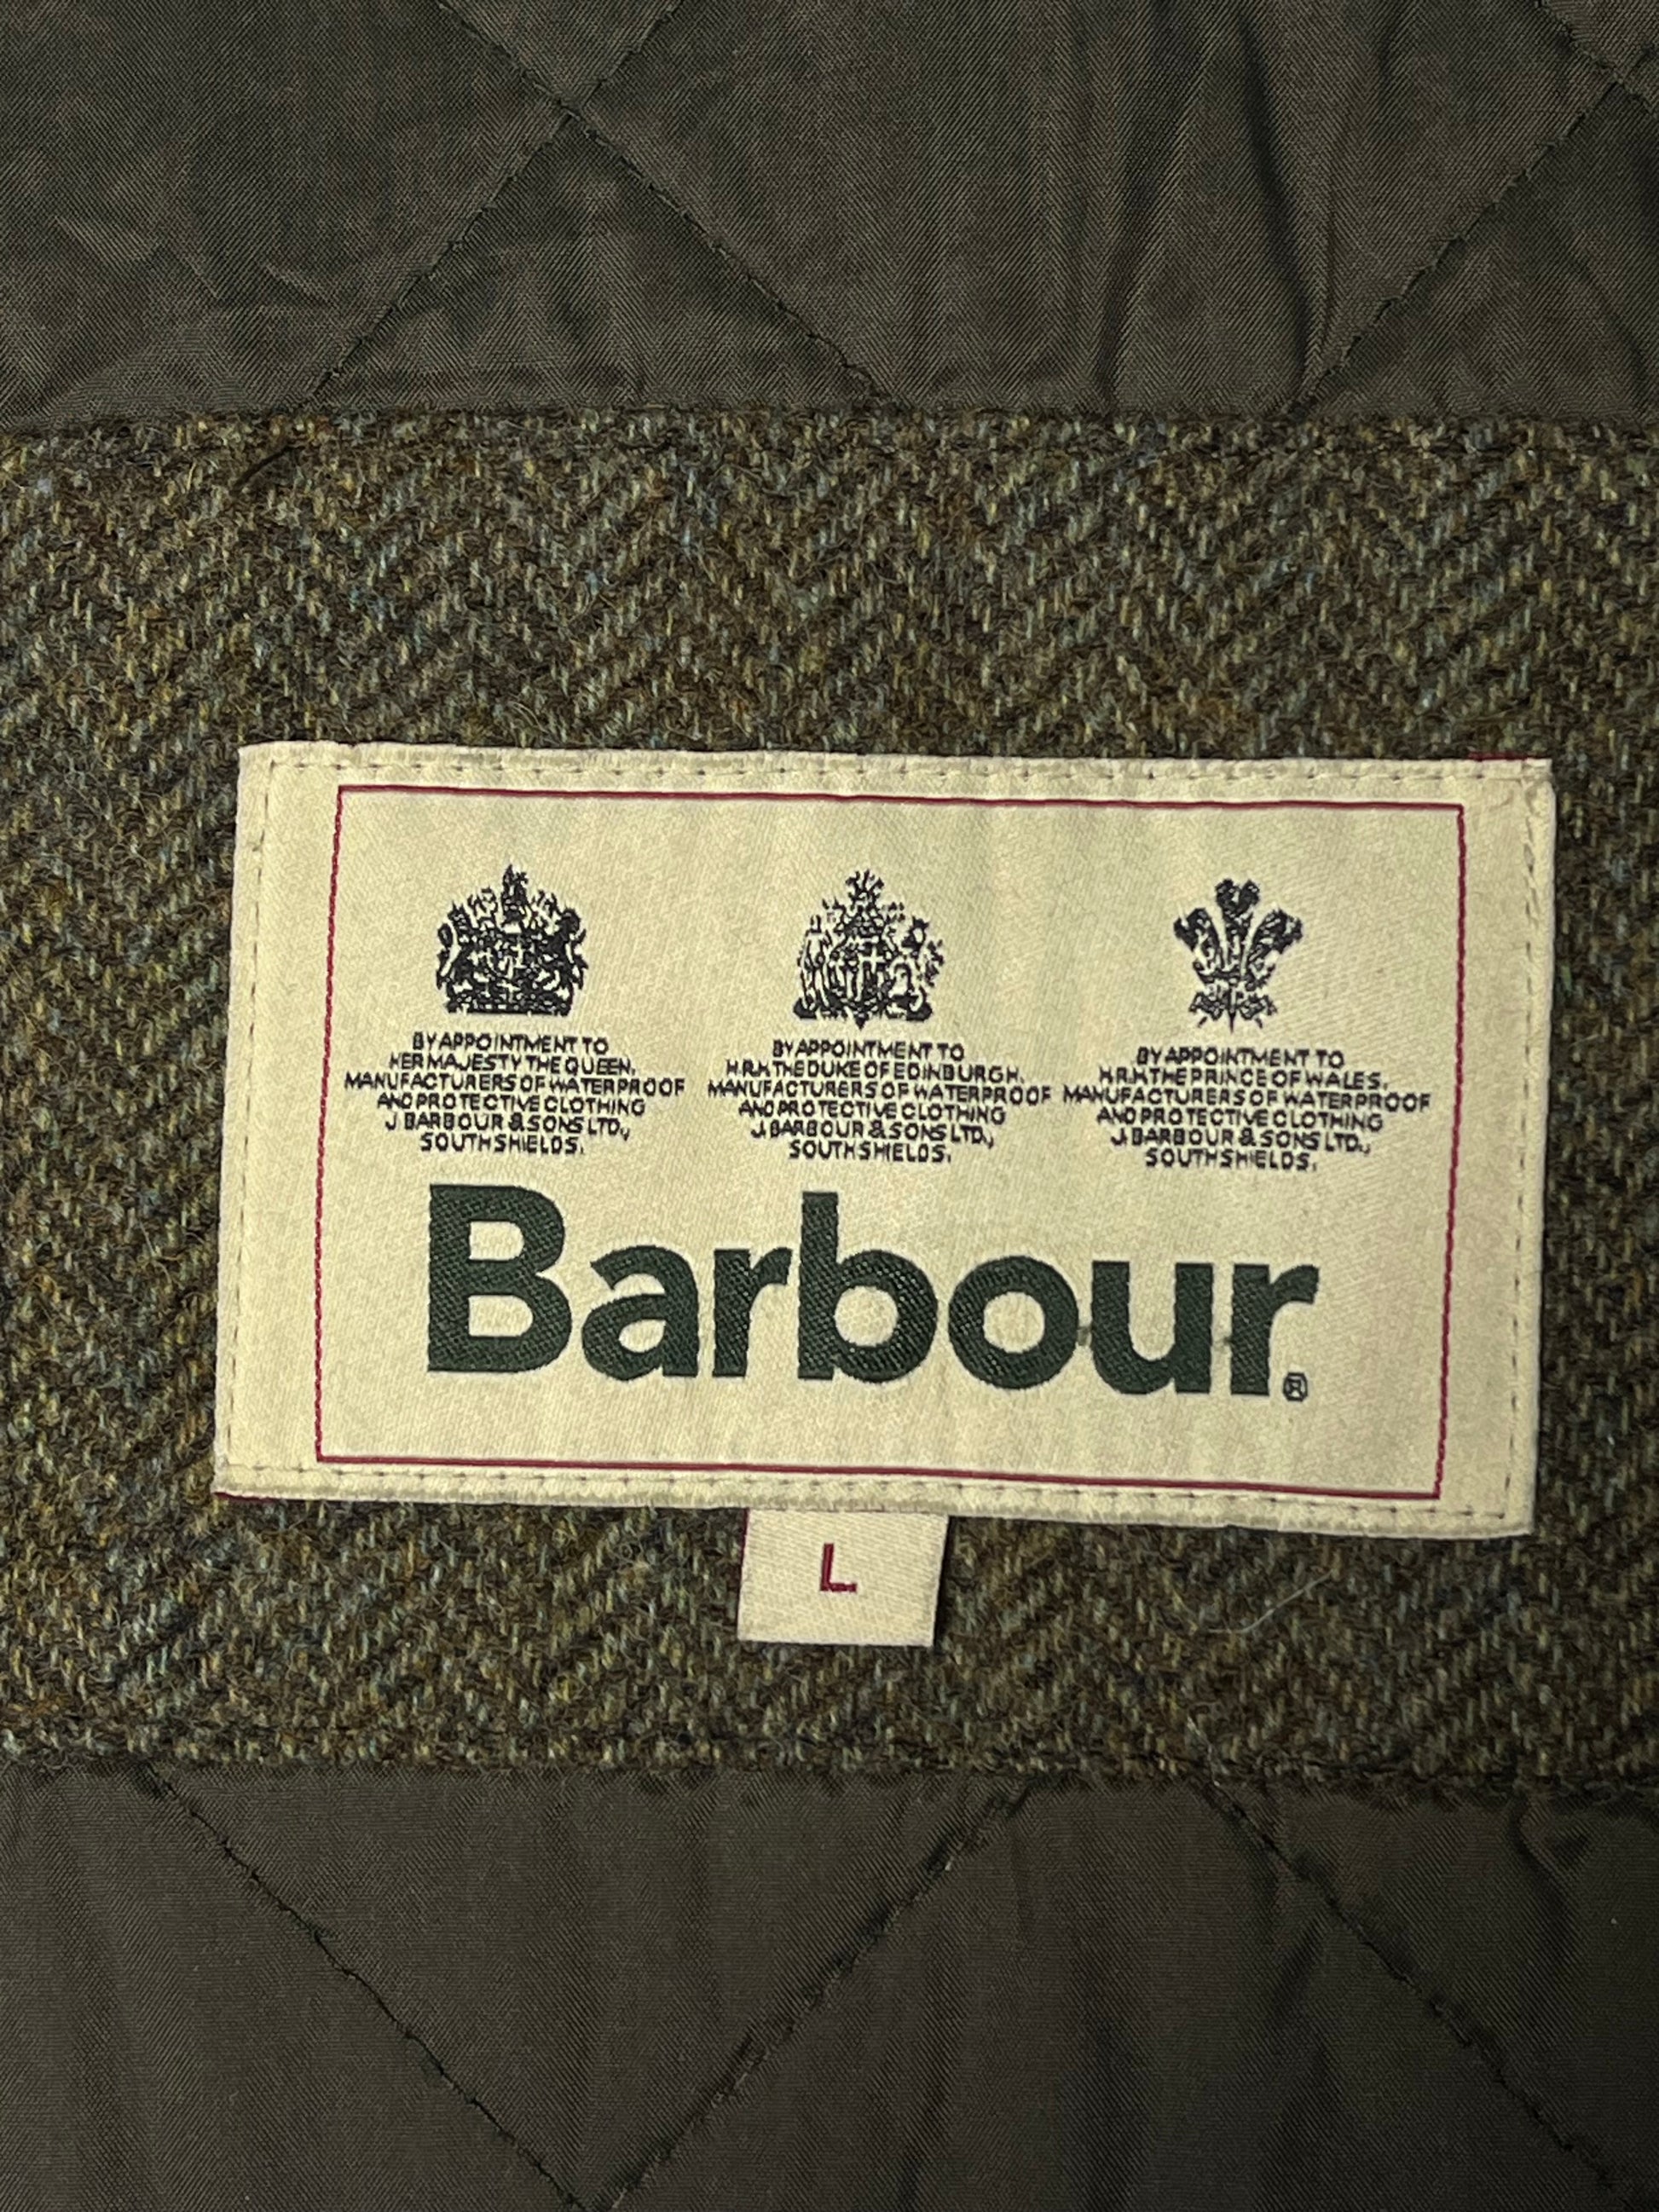 BY APPOINTMENT TO
HER MAJESTY THE QUEEN,
MANUFACTURERS OF WATERPROOF
AND PROTECTIVE CLOTHING
J. BARBOUR & SONS LTD.,
SOUTH SHIELDS.
BY APPOINTMENT TO
H.R.H. THE DUKE OF EDINBURGH,
MANUFACTURERS OF WATERPROOF
AND PROTECTIVE CLOTHING
J. BARBOUR & SONS LTD.,
SOUTH SHIELDS.
BY APPOINTMENT TO
H.R.H. THE PRINCE OF WALES,
MANUFACTURERS OF WATERPROOF
AND PROTECTIVE CLOTHING
J. BARBOUR & SONS LTD.,
SOUTH SHIELDS.
Barbour®
L